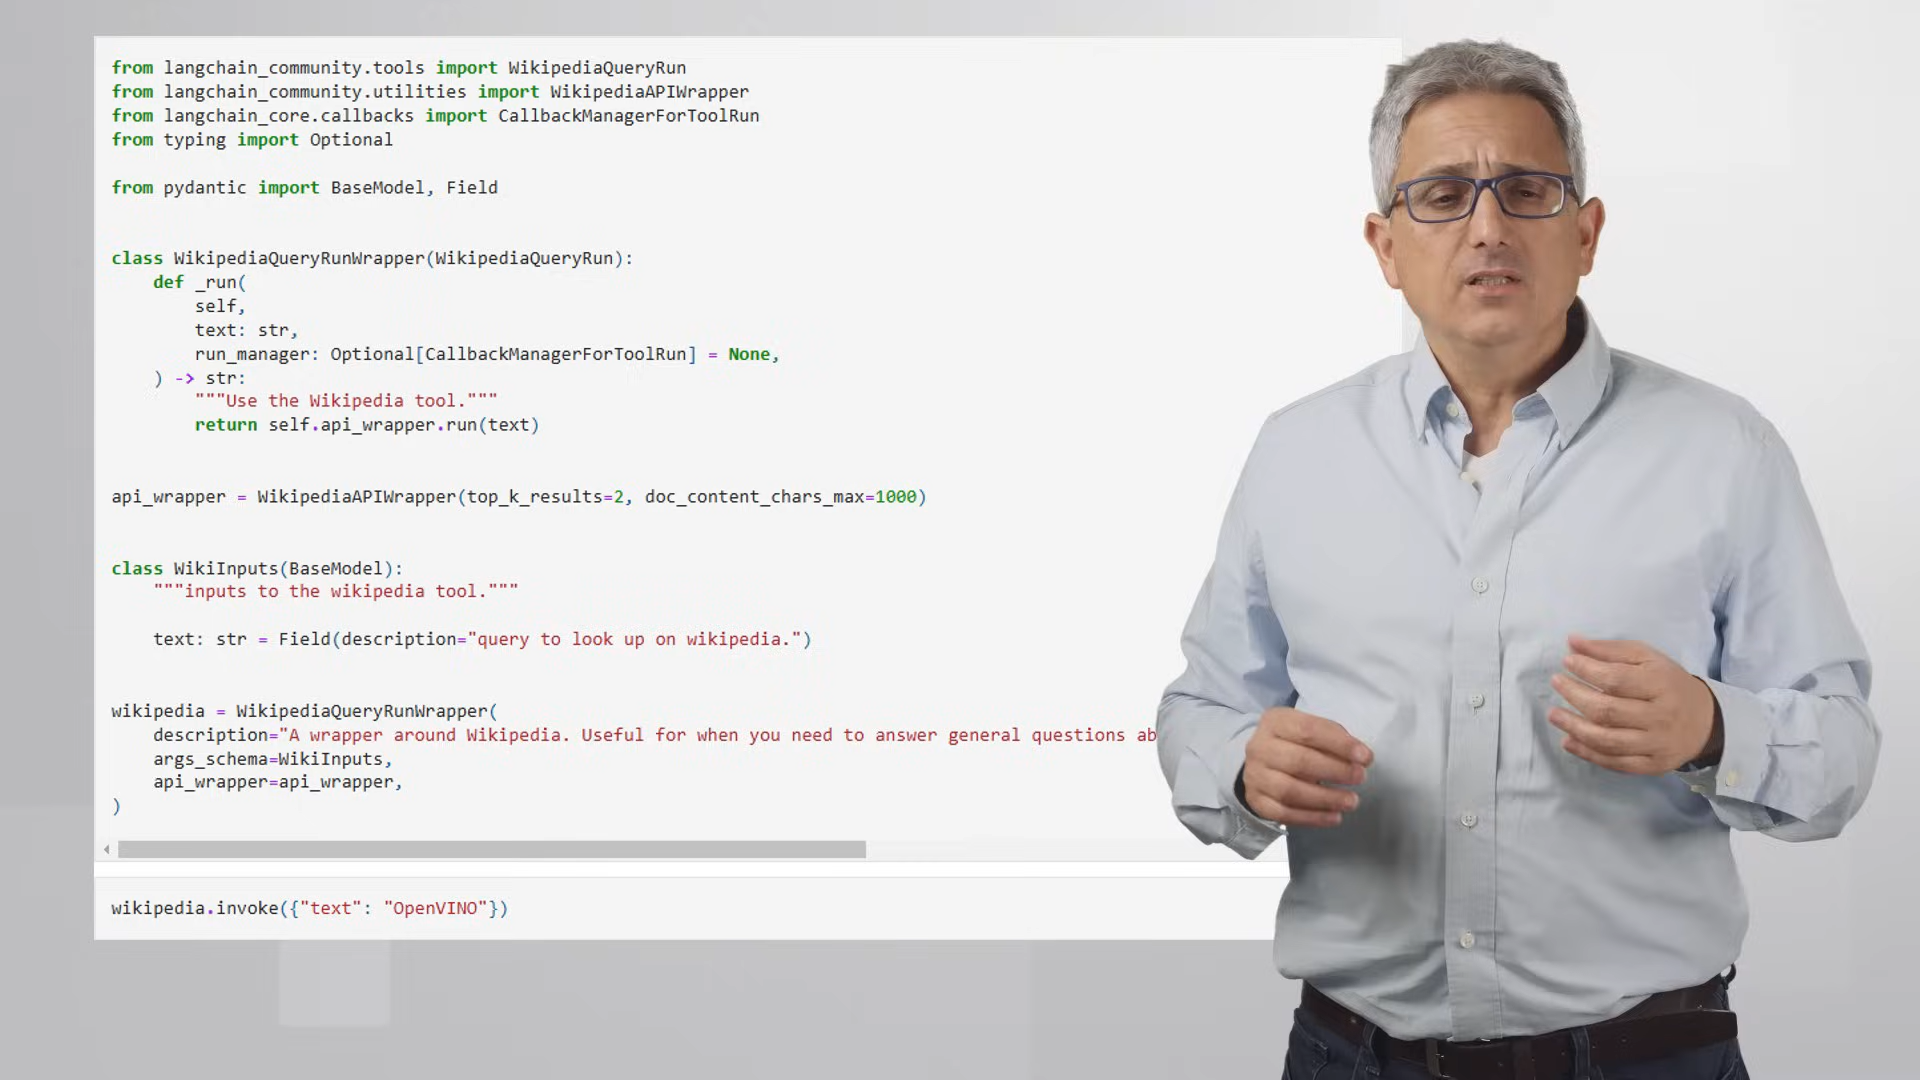 from langchain_community.tools import WikipediaQueryRun
from langchain_community.utilities import WikipediaAPIWrapper
from langchain_core.callbacks import CallbackManagerForToolRun
from typing import Optional
from pydantic import BaseModel, Field
class WikipediaQueryRunWrapper(WikipediaQueryRun):
    def _run(
        self,
        text: str,
        run_manager: Optional[CallbackManagerForToolRun] = None,
    ) -> str:
        """Use the Wikipedia tool."""
        return self.api_wrapper.run(text)
api_wrapper = WikipediaAPIWrapper(top_k_results=2, doc_content_chars_max=1000)
class WikiInputs(BaseModel):
    """inputs to the wikipedia tool."""
    text: str = Field(description="query to look up on wikipedia.")
wikipedia = WikipediaQueryRunWrapper(
    description="A wrapper around Wikipedia. Useful for when you need to answer general questions ab
    args_schema=WikiInputs,
    api_wrapper=api_wrapper,
)
wikipedia.invoke({"text": "OpenVINO"})